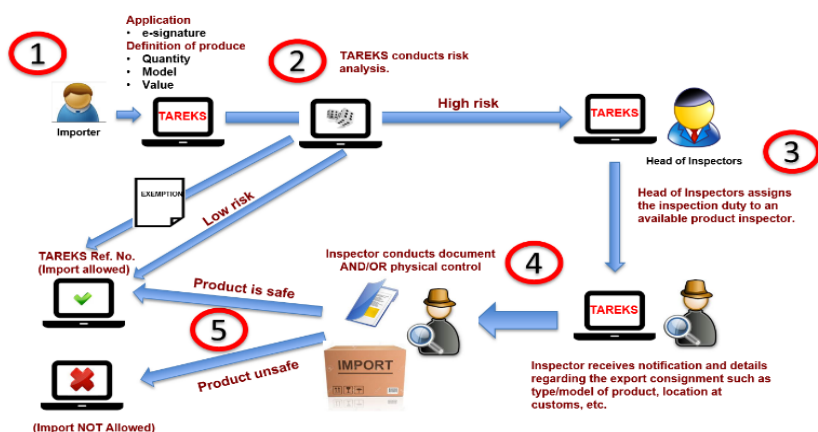 Application
• e-signature
Definition of produce
• Quantity
• Model
• Value
1
2
TAREKS conducts risk
analysis.
Importer
TAREKS
High risk
TAREKS
Head of Inspectors
3
Head of Inspectors assigns
the inspection duty to an
available product inspector.
EXEMPTION
Low risk
TAREKS Ref. No.
(Import allowed)
Inspector conducts document
AND/OR physical control
4
Product is safe
5
Product unsafe
IMPORT
TAREKS
Inspector receives notification and details
regarding the export consignment such as
type/model of product, location at
customs, etc.
(Import NOT Allowed)